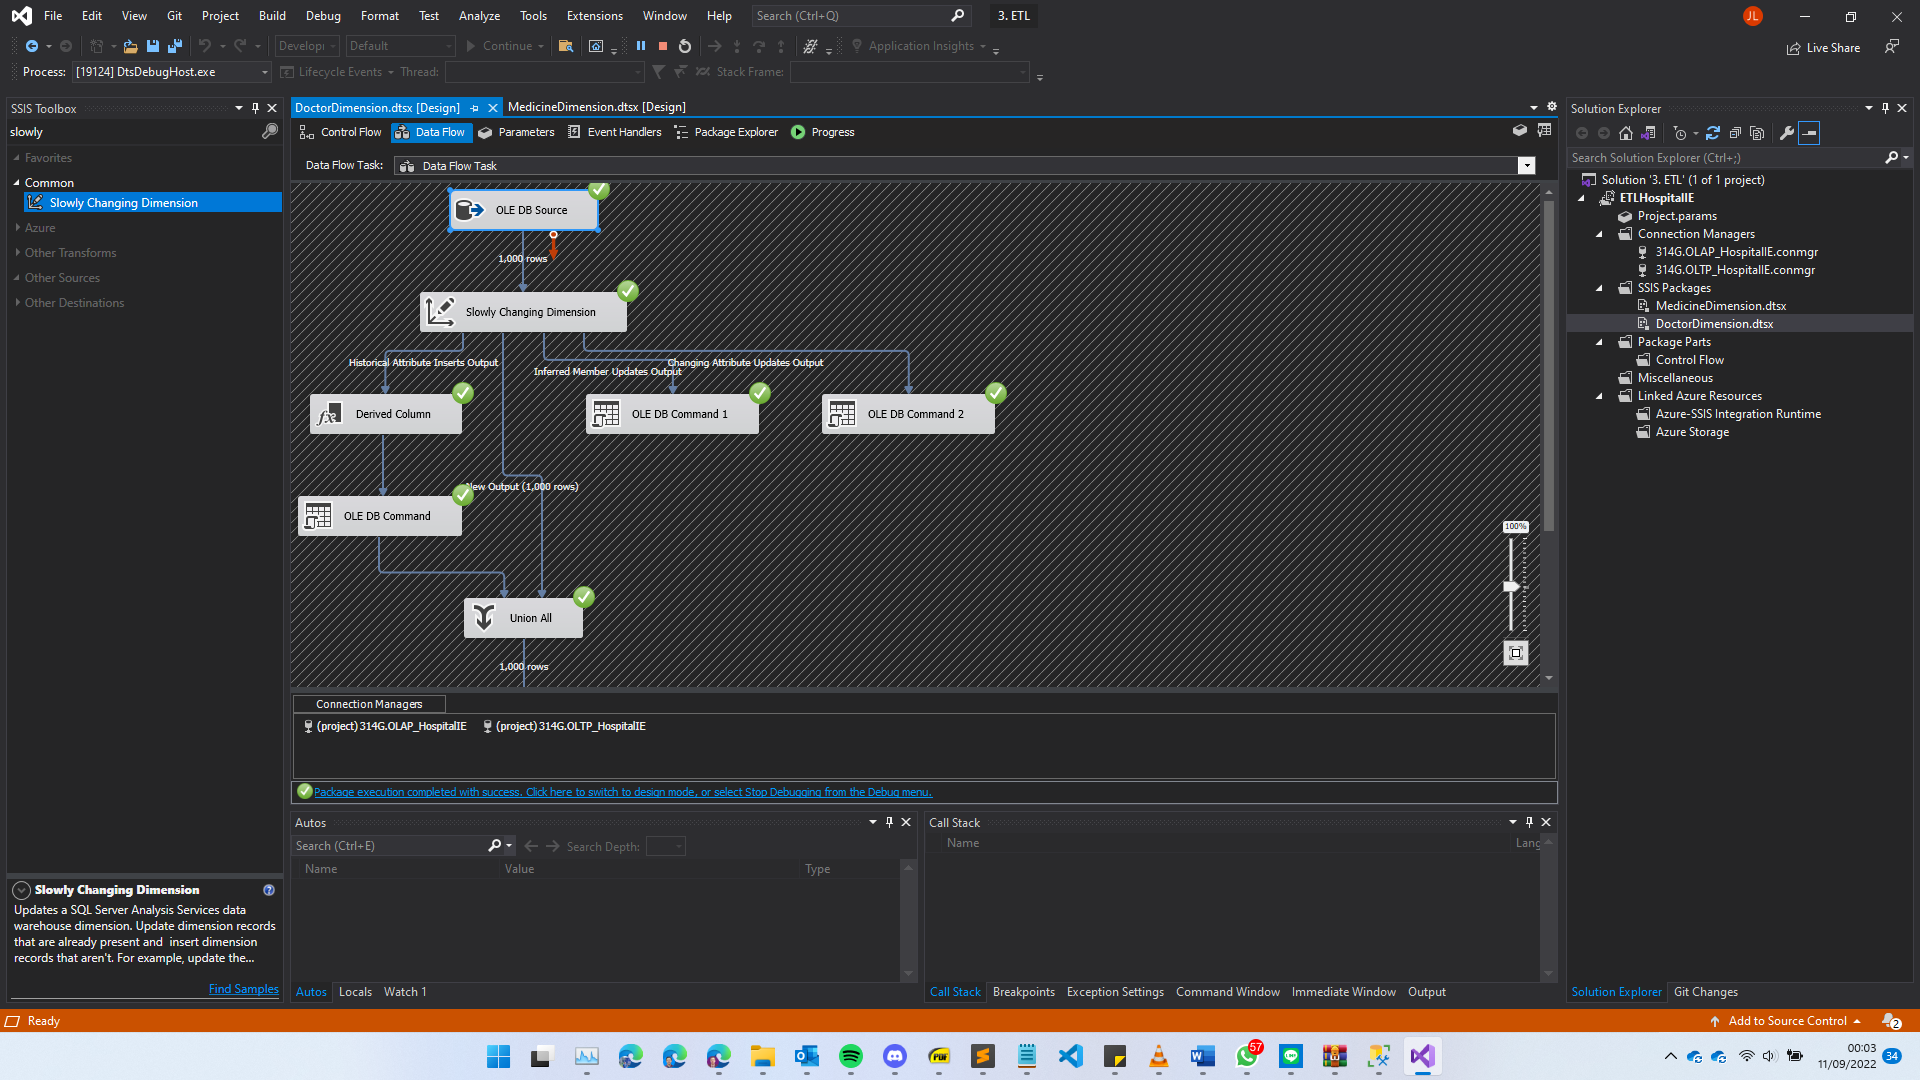 File Edit View Git Project Build Debug Format Test Analyze Tools Extensions Window Help Search (Ctrl+Q) 3. ETL JL
Develop Default Continue Application Insights Live Share
Process: [19124] DtsDebugHost.exe Lifecycle Events Thread: Stack Frame:
SSIS Toolbox
slowly
Favorites
Common
Slowly Changing Dimension
Azure
Other Transforms
Other Sources
Other Destinations
Slowly Changing Dimension
Updates a SQL Server Analysis Services data
warehouse dimension. Update dimension records
that are already present and insert dimension
records that aren't. For example, update the...
Find Samples
DoctorDimension.dtsx [Design] MedicineDimension.dtsx [Design]
Control Flow Data Flow Parameters Event Handlers Package Explorer Progress
Data Flow Task: Data Flow Task
OLE DB Source
1,000 rows
Slowly Changing Dimension
Historical Attribute Inserts Output
Changing Attribute Updates Output
Inferred Member Updates Output
fx Derived Column
OLE DB Command 1
OLE DB Command 2
New Output (1,000 rows)
OLE DB Command
Union All
1,000 rows
100%
Connection Managers
(project) 314G.OLAP_HospitalIE (project) 314G.OLTP_HospitalIE
Package execution completed with success. Click here to switch to design mode, or select Stop Debugging from the Debug menu.
Autos
Search (Ctrl+E) Search Depth:
Name Value Type
Autos Locals Watch 1
Call Stack
Name Lang
Call Stack Breakpoints Exception Settings Command Window Immediate Window Output
Solution Explorer
Search Solution Explorer (Ctrl+;)
Solution '3. ETL' (1 of 1 project)
ETLHospitalIE
Project.params
Connection Managers
314G.OLAP_HospitalIE.conmgr
314G.OLTP_HospitalIE.conmgr
SSIS Packages
MedicineDimension.dtsx
DoctorDimension.dtsx
Package Parts
Control Flow
Miscellaneous
Linked Azure Resources
Azure-SSIS Integration Runtime
Azure Storage
Solution Explorer Git Changes
Ready Add to Source Control 2
PDF 57
00:03
11/09/2022 34